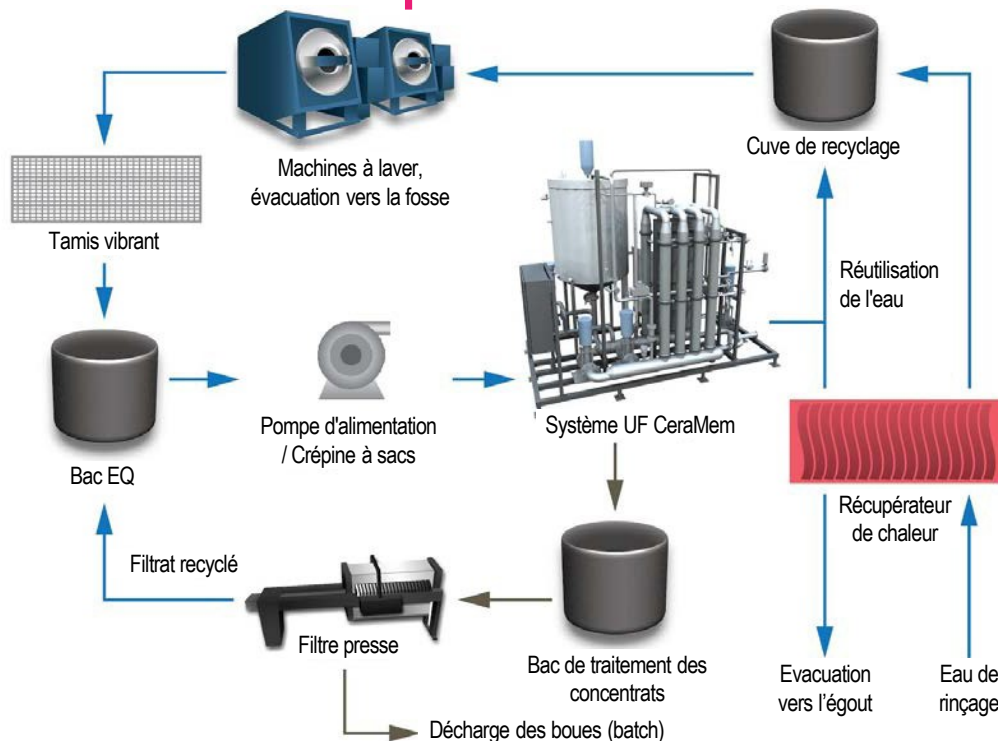 Machines à laver,
évacuation vers la fosse
Cuve de recyclage
Tamis vibrant
Réutilisation
de l'eau
Pompe d'alimentation
/ Crépine à sacs
Système UF CeraMem
Bac EQ
Récupérateur
de chaleur
Filtrat recyclé
Filtre presse
Bac de traitement des
concentrats
Evacuation
vers l’égout
Eau de
rinçage
Décharge des boues (batch)